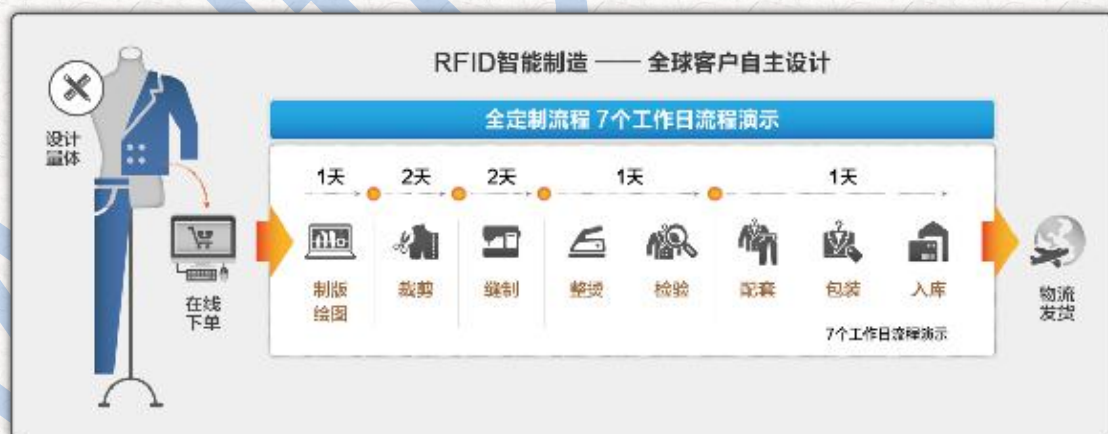 RFID智能制造 —— 全球客户自主设计
全定制流程 7个工作日流程演示
设计
量体
在线
下单
1天
2天
2天
1天
1天
制版
绘图
裁剪
缝制
整烫
检验
配套
包装
入库
7个工作日流程演示
物流
发货